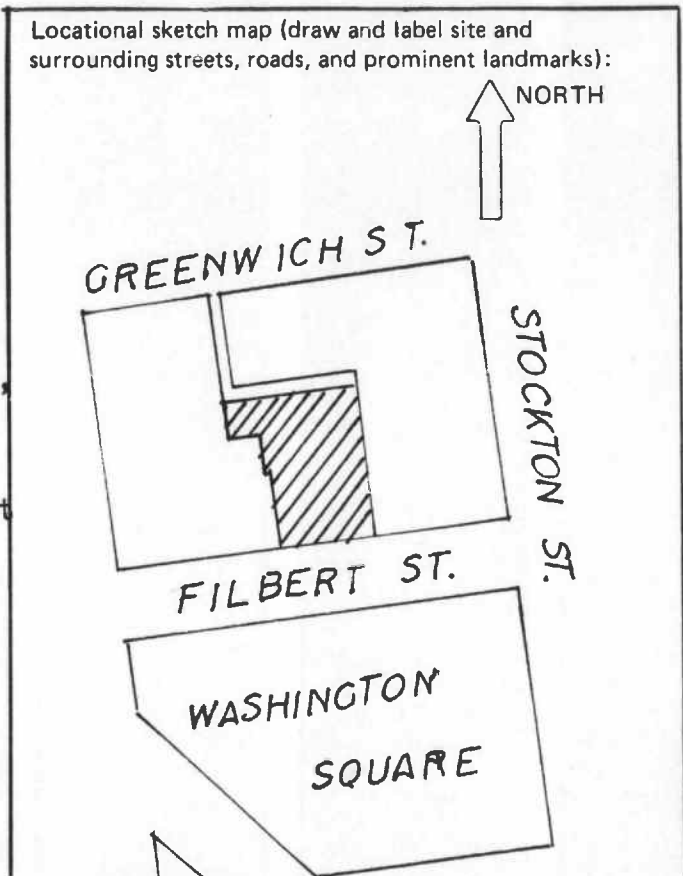 Locational sketch map (draw and label site and
surrounding streets, roads, and prominent landmarks):
NORTH
GREENWICH ST.
STOCKTON ST.
FILBERT ST.
WASHINGTON
SQUARE